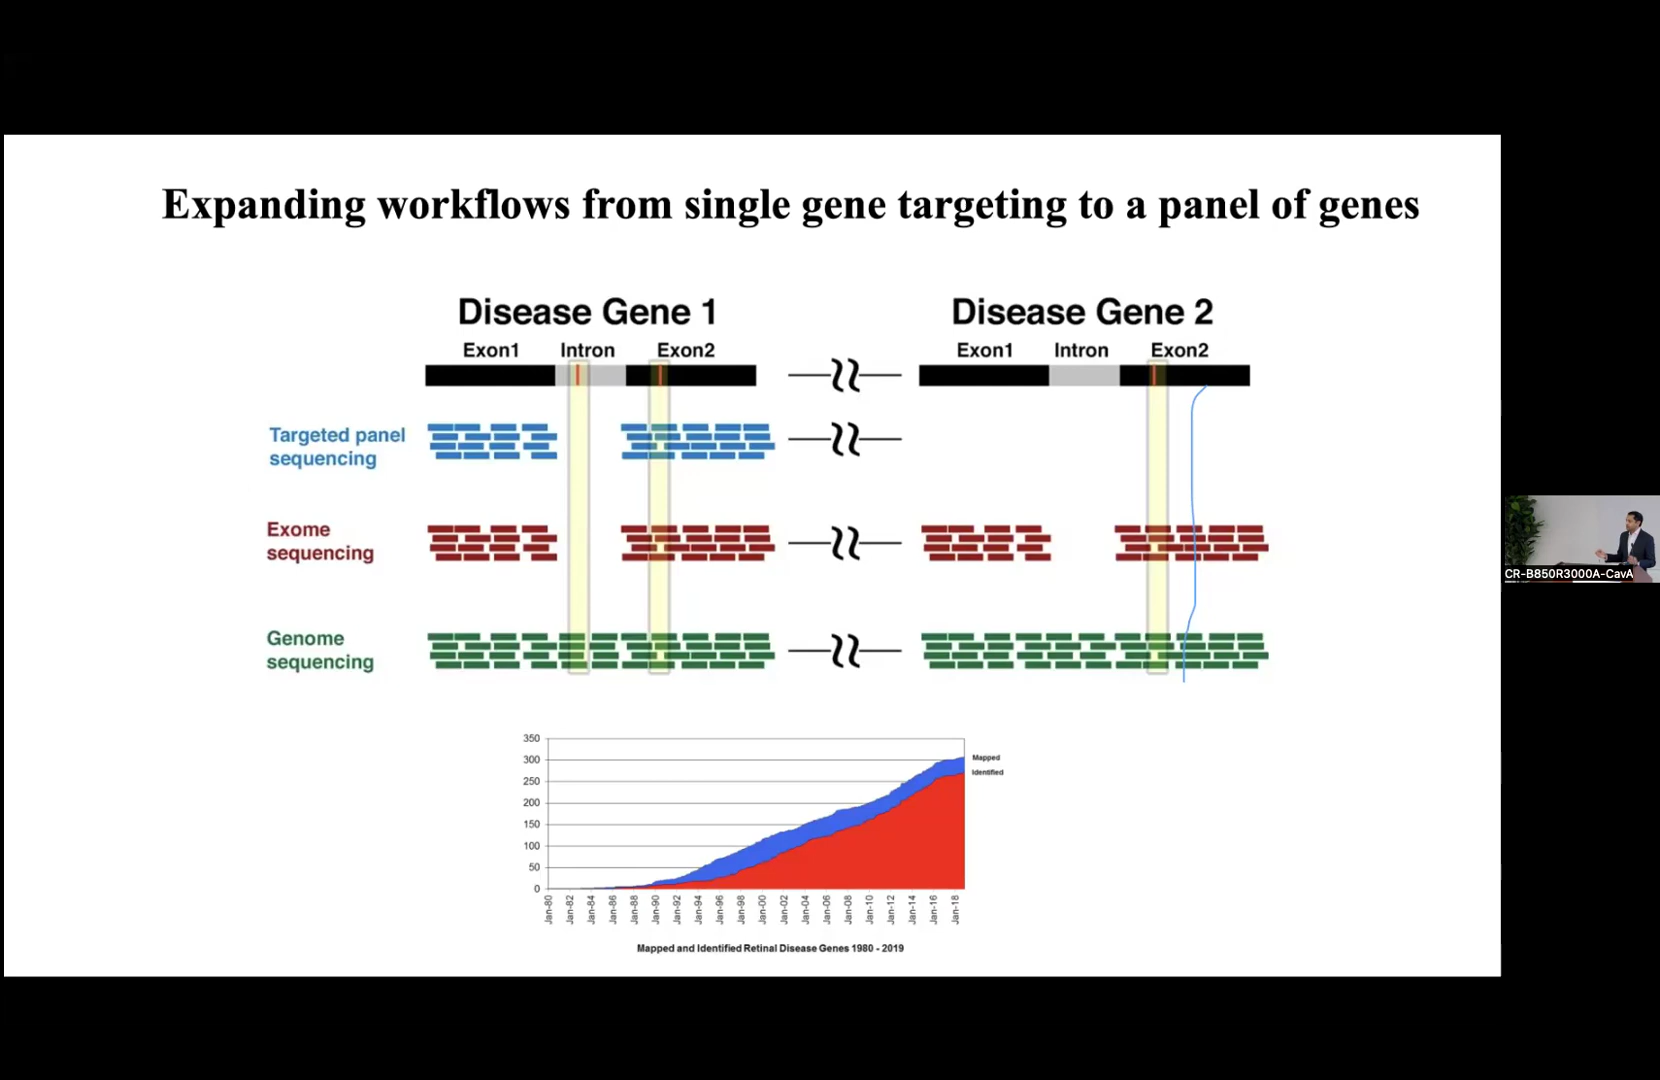 Expanding workflows from single gene targeting to a panel of genes
Disease Gene 1
Disease Gene 2
Exon1 Intron Exon2
Exon1 Intron Exon2
Targeted panel
sequencing
Exome
sequencing
Genome
sequencing
CR-B850R3000A-CavA
350
300
250
200
150
100
50
0
Mapped
Identified
Jan-80
Jan-82
Jan-84
Jan-86
Jan-88
Jan-90
Jan-92
Jan-94
Jan-96
Jan-98
Jan-00
Jan-02
Jan-04
Jan-06
Jan-08
Jan-10
Jan-12
Jan-14
Jan-16
Jan-18
Mapped and Identified Retinal Disease Genes 1980 - 2019